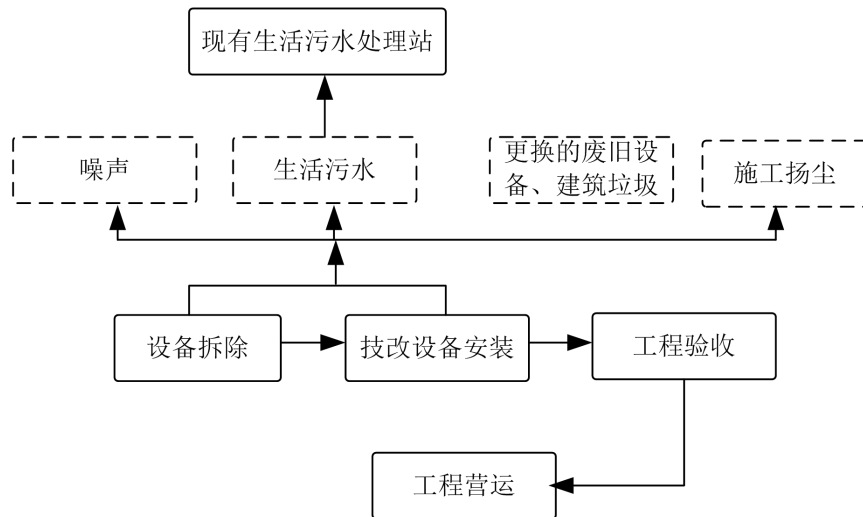 现有生活污水处理站
噪声
生活污水
更换的废旧设
备、建筑垃圾
施工扬尘
设备拆除
技改设备安装
工程验收
工程营运